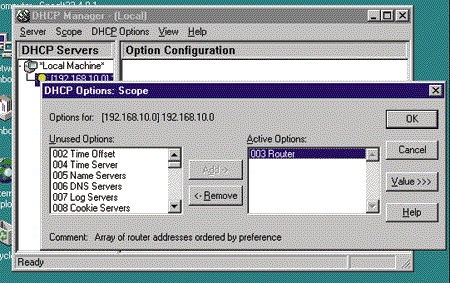 DHCP Manager - (Local)
Server Scope DHCP Options View Help
DHCP Servers
Option Configuration
*Local Machine*
[192.168.10.0]
DHCP Options: Scope
Options for: [192.168.10.0] 192.168.10.0
OK
Unused Options:
Active Options:
002 Time Offset
004 Time Server
005 Name Servers
006 DNS Servers
007 Log Servers
008 Cookie Servers
Add->
<- Remove
003 Router
Cancel
Value >>>
Help
Comment: Array of router addresses ordered by preference
Ready